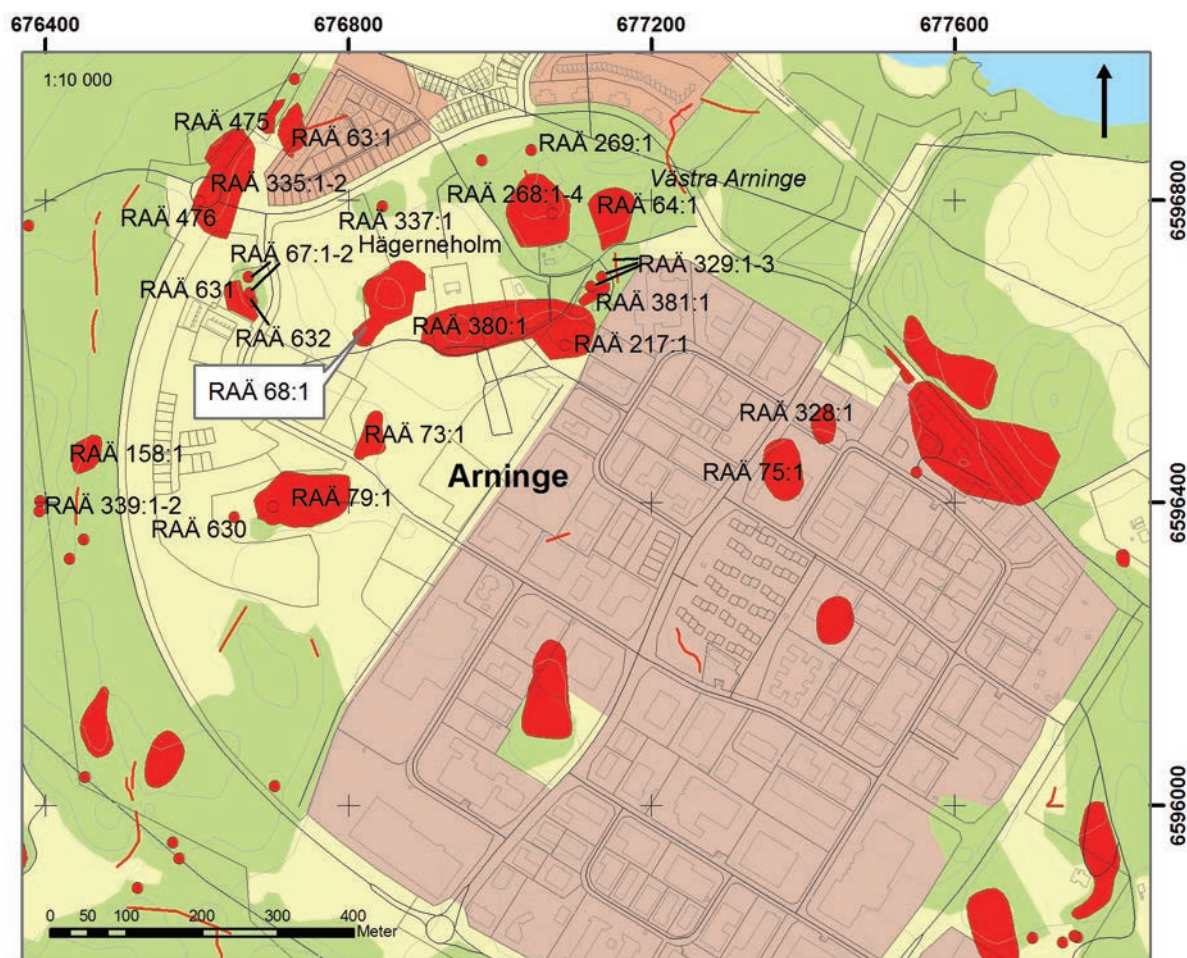 676400 676800 677200 677600
1:10 000
RAÄ 475
RAÄ 63:1
RAÄ 269:1
Västra Arninge
RAÄ 335:1-2
RAÄ 268:1-4
RAÄ 64:1
6596800
RAÄ 476
RAÄ 337:1
Hägerneholm
RAÄ 67:1-2
RAÄ 329:1-3
RAÄ 631
RAÄ 381:1
RAÄ 632
RAÄ 380:1
RAÄ 217:1
RAÄ 68:1
RAÄ 328:1
RAÄ 73:1
RAÄ 158:1
Arninge
RAÄ 75:1
RAÄ 339:1-2
RAÄ 79:1
6596400
RAÄ 630
6596000
0 50 100 200 300 400
Meter